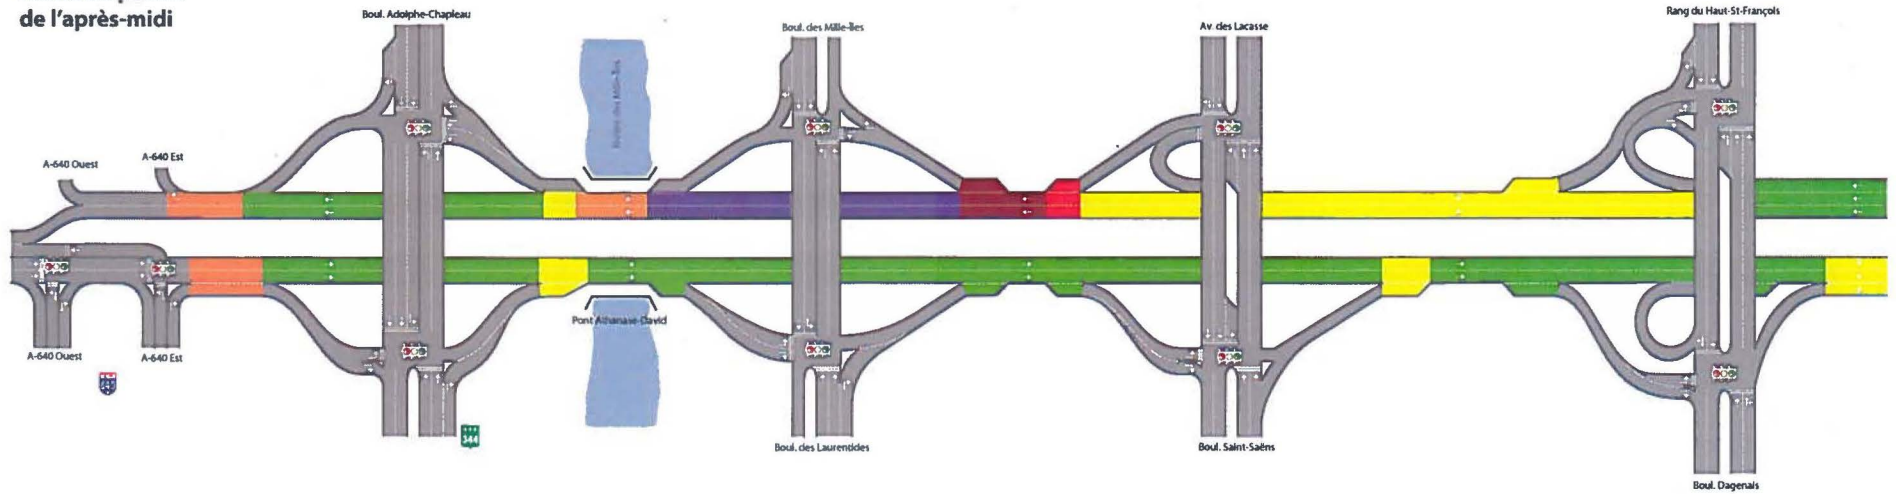 de l'après-midi
Boul. Adolphe-Chapleau
Boul. des Mille-Îles
Av. des Lacasse
Rang du Haut-St-François
A-640 Ouest
A-640 Est
Pont Athanase-David
A-640 Ouest
A-640 Est
344
Boul. des Laurentides
Boul. Saint-Saëns
Boul. Dagenais